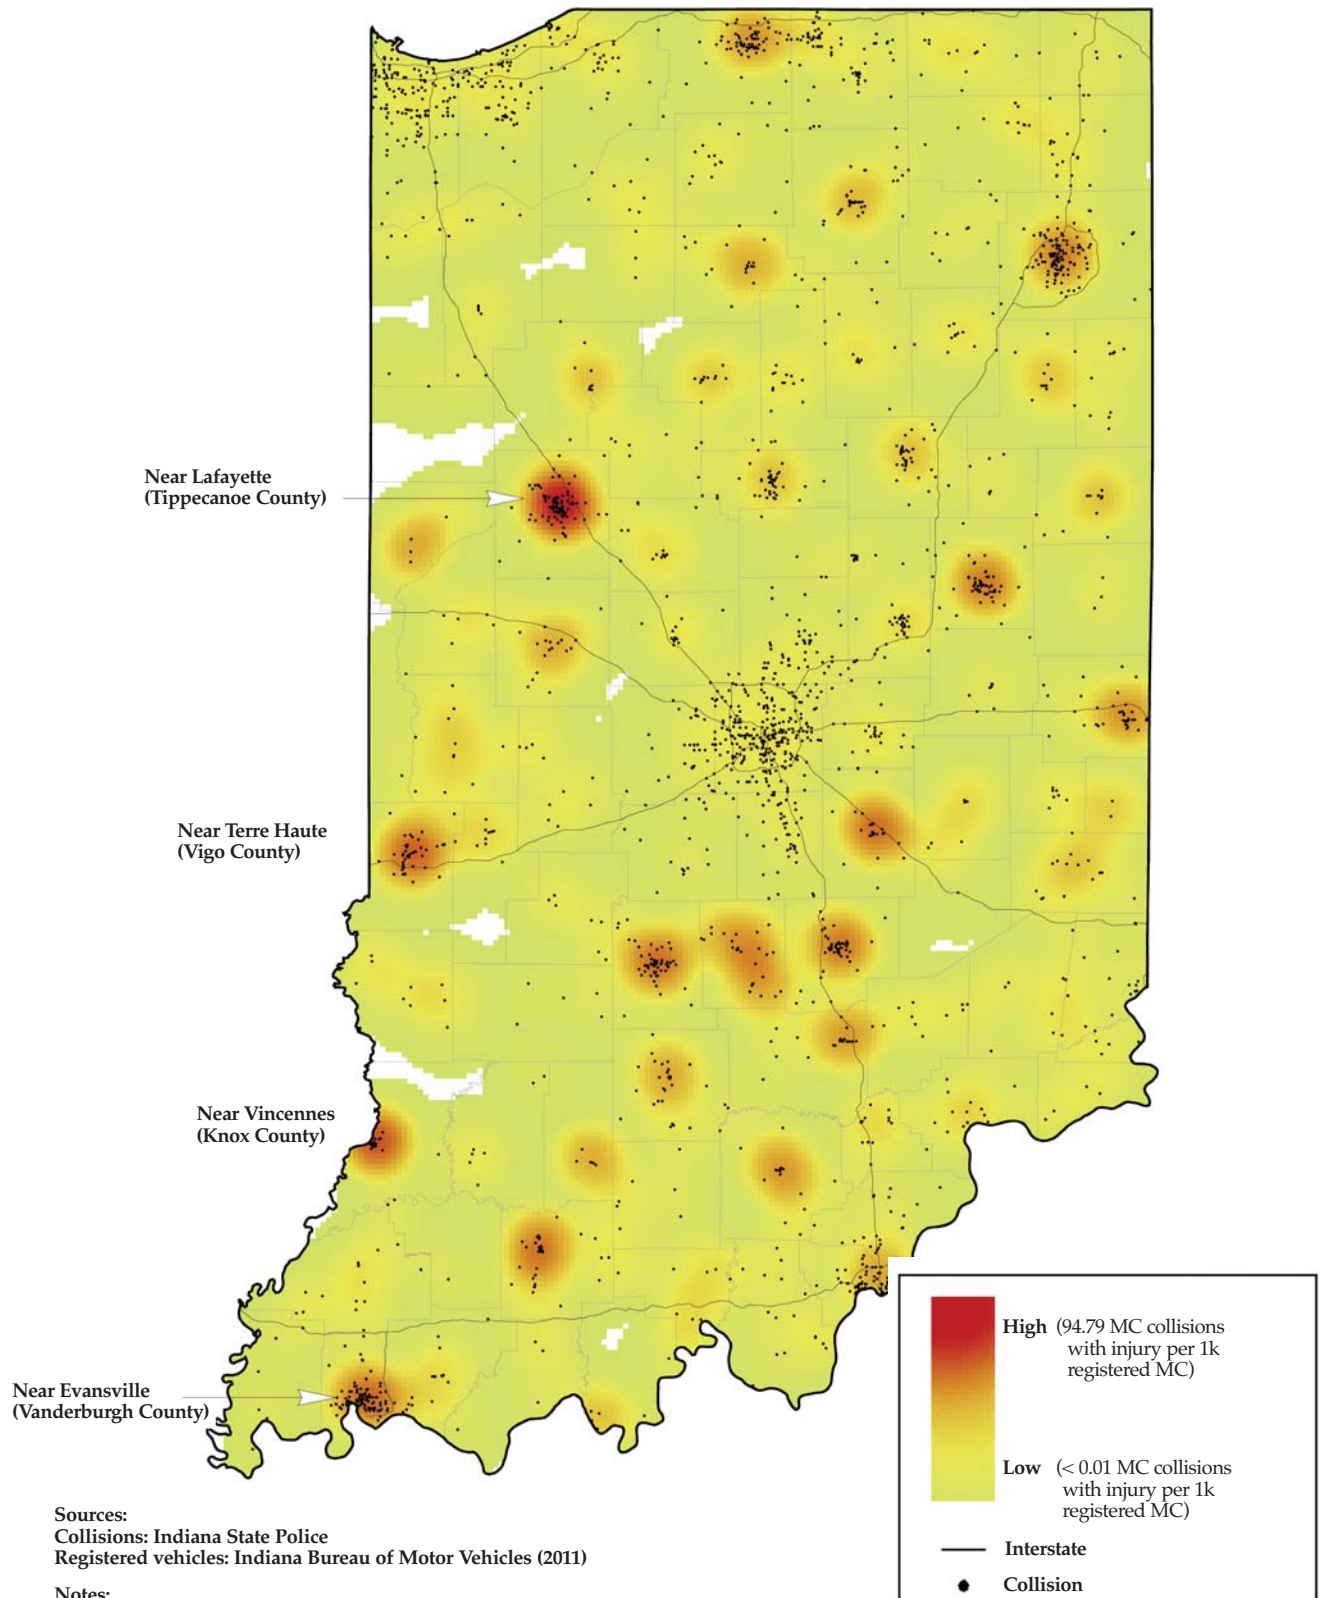 Near Lafayette
(Tippecanoe County)
Near Terre Haute
(Vigo County)
Near Vincennes
(Knox County)
Near Evansville
(Vanderburgh County)
High (94.79 MC collisions
with injury per 1k
registered MC)
Low (< 0.01 MC collisions
with injury per 1k
registered MC)
Interstate
Collision
Sources:
Collisions: Indiana State Police
Registered vehicles: Indiana Bureau of Motor Vehicles (2011)
Notes: